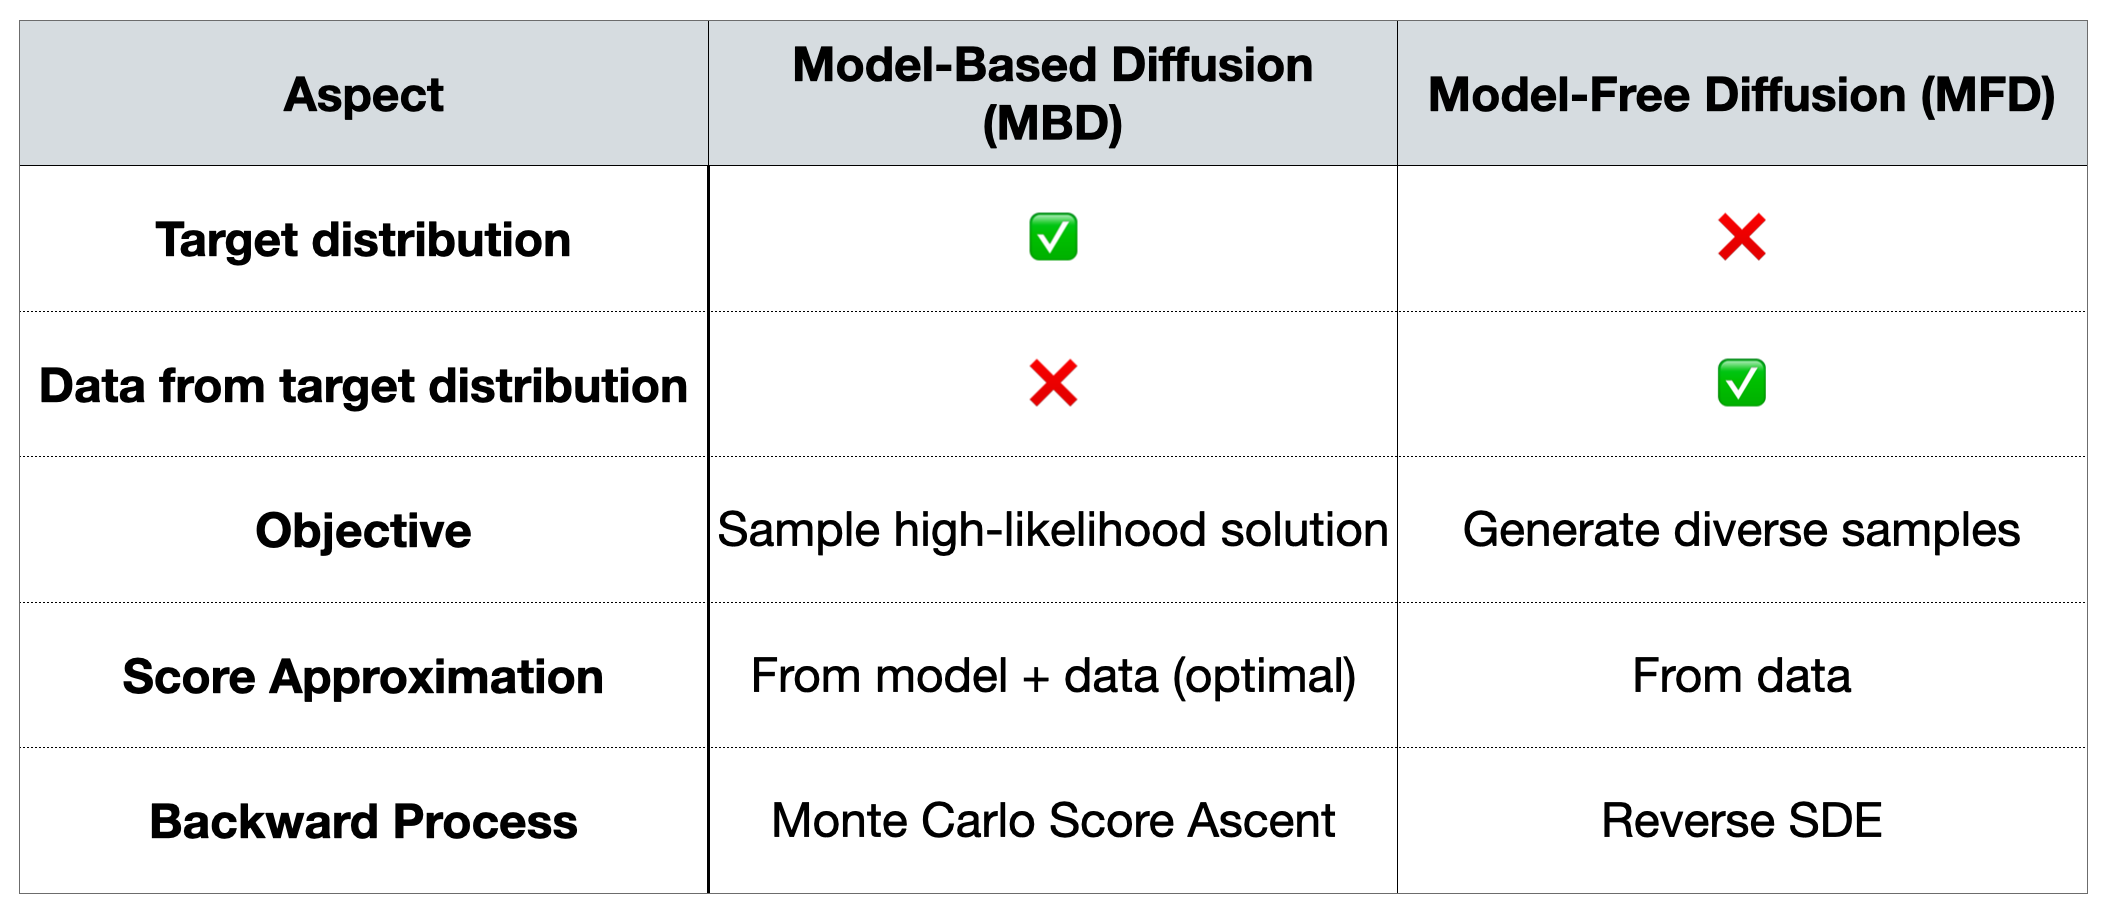 Aspect
Model-Based Diffusion
(MBD)
Model-Free Diffusion (MFD)
Target distribution
✅
❌
Data from target distribution
❌
✅
Objective
Sample high-likelihood solution
Generate diverse samples
Score Approximation
From model + data (optimal)
From data
Backward Process
Monte Carlo Score Ascent
Reverse SDE